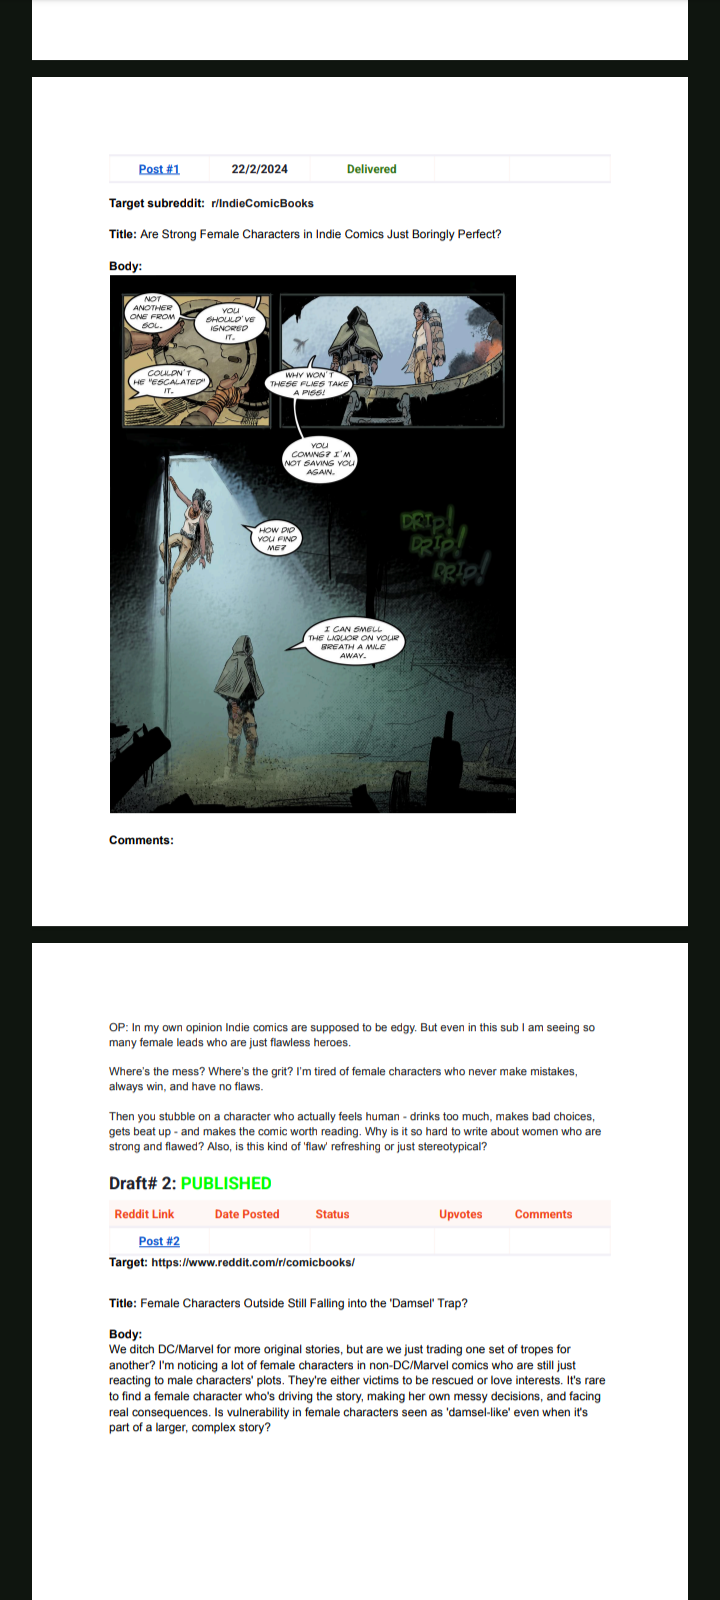 Post #1 22/2/2024 Delivered
Target subreddit: r/IndieComicBooks
Title: Are Strong Female Characters in Indie Comics Just Boringly Perfect?
Body:
NOT
ANOTHER
ONE FROM
SOL.
YOU
SHOULD'VE
IGNORED
IT.
COULDN'T
HE "ESCALATED"
IT.
WHY WON'T
THESE FLIES TAKE
A PISS!
YOU
COMING? I'M
NOT SAVING YOU
AGAIN.
HOW DID
YOU FIND
ME?
DRIP!
DRIP!
DRIP!
I CAN SMELL
THE LIQUOR ON YOUR
BREATH A MILE
AWAY.
Comments:
OP: In my own opinion Indie comics are supposed to be edgy. But even in this sub I am seeing so
many female leads who are just flawless heroes.
Where's the mess? Where's the grit? I'm tired of female characters who never make mistakes,
always win, and have no flaws.
Then you stubble on a character who actually feels human - drinks too much, makes bad choices,
gets beat up - and makes the comic worth reading. Why is it so hard to write about women who are
strong and flawed? Also, is this kind of 'flaw' refreshing or just stereotypical?
Draft# 2: PUBLISHED
Reddit Link Date Posted Status Upvotes Comments
Post #2
Target: https://www.reddit.com/r/comicbooks/
Title: Female Characters Outside Still Falling into the 'Damsel' Trap?
Body:
We ditch DC/Marvel for more original stories, but are we just trading one set of tropes for
another? I'm noticing a lot of female characters in non-DC/Marvel comics who are still just
reacting to male characters' plots. They're either victims to be rescued or love interests. It's rare
to find a female character who's driving the story, making her own messy decisions, and facing
real consequences. Is vulnerability in female characters seen as 'damsel-like' even when it's
part of a larger, complex story?